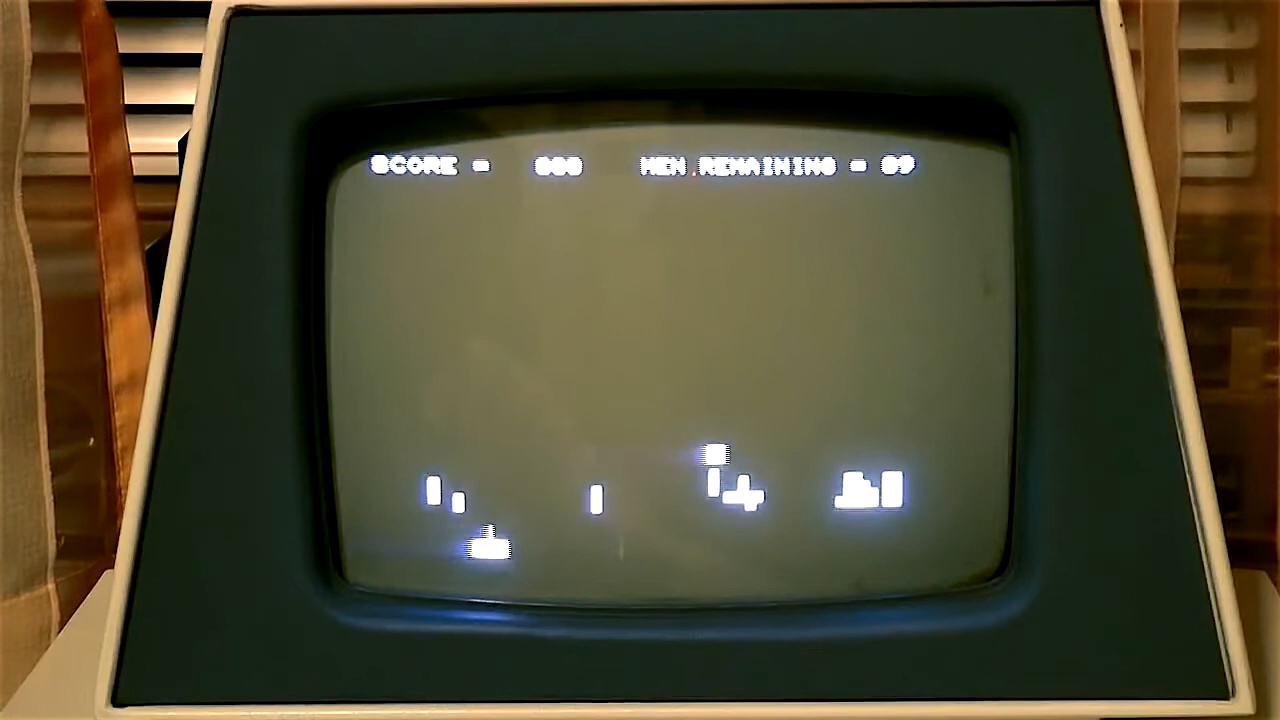 SCORE = 000 MEN REMAINING = 09